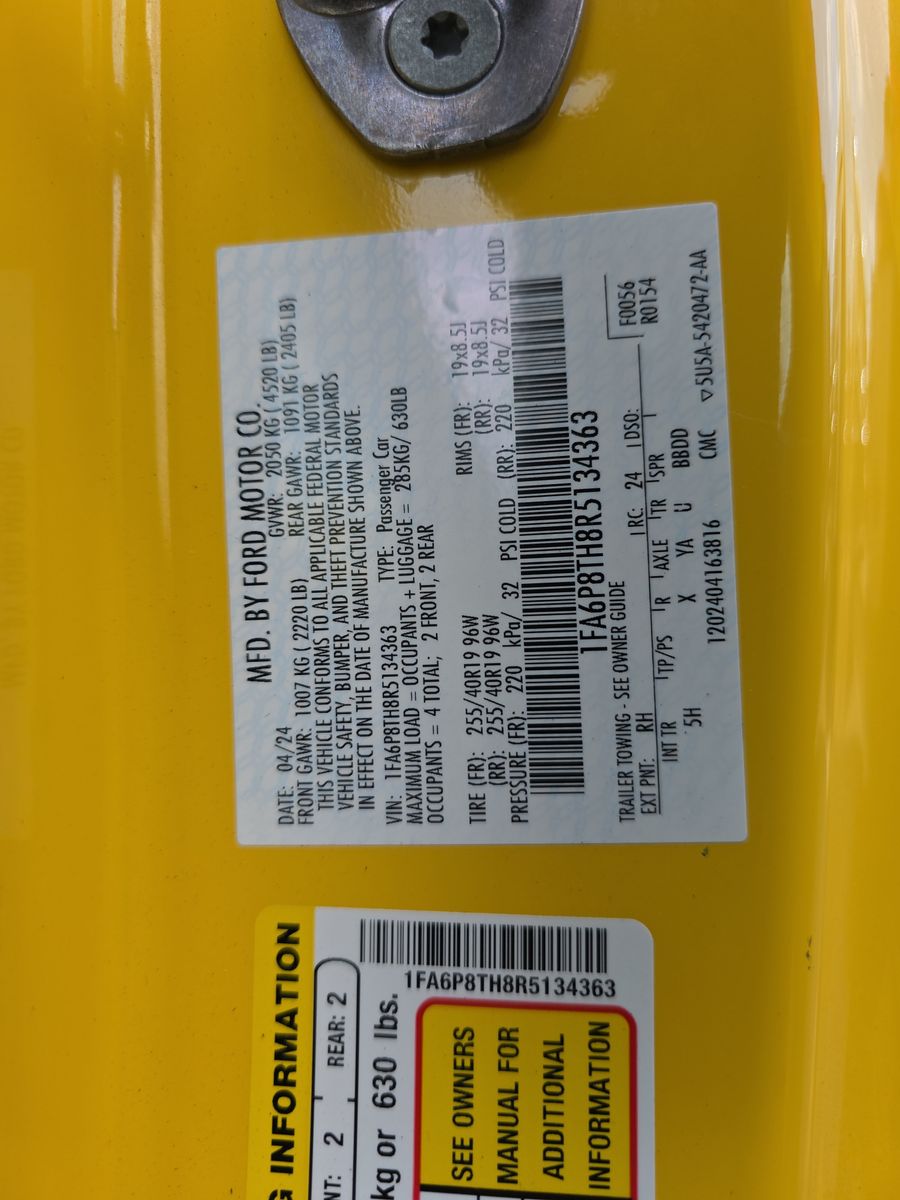 MFD. BY FORD MOTOR CO.
DATE: 04/24 GVWR: 2050 KG ( 4520 LB)
FRONT GAWR: 1007 KG ( 2220 LB) REAR GAWR: 1091 KG ( 2405 LB)
THIS VEHICLE CONFORMS TO ALL APPLICABLE FEDERAL MOTOR
VEHICLE SAFETY, BUMPER, AND THEFT PREVENTION STANDARDS
IN EFFECT ON THE DATE OF MANUFACTURE SHOWN ABOVE.
VIN: 1FA6P8TH8R5134363 TYPE: Passenger Car
MAXIMUM LOAD = OCCUPANTS + LUGGAGE = 285KG/ 630LB
OCCUPANTS = 4 TOTAL, 2 FRONT, 2 REAR
TIRE (FR): 255/40R19 96W RIMS (FR): 19x8.5J
(RR): 255/40R19 96W (RR): 19x8.5J
PRESSURE (FR): 220 kPa/ 32 PSI COLD (RR): 220 kPa/ 32 PSI COLD
1FA6P8TH8R5134363
TRAILER TOWING - SEE OWNER GUIDE F0056
EXT PNT: RH RC: 24 DSO: R0154
INT TR TP/PS R AXLE TR SPR
5H X YA U BBDD
1202404163816 CMC ▽5U5A-5420472-AA
G INFORMATION
NT: 2 REAR: 2
kg or 630 lbs.
1FA6P8TH8R5134363
SEE OWNERS
MANUAL FOR
ADDITIONAL
INFORMATION